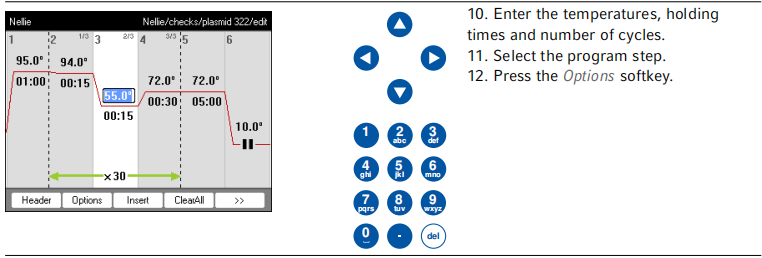 Nellie Nellie/checks/plasmid 322/edit
1 2 1/3 3 2/3 4 3/3 5 6
95.0° 94.0° 55.0° 72.0° 72.0° 10.0°
01:00 00:15 00:15 00:30 05:00
×30
Header Options Insert ClearAll >>
1 2 abc 3 def
4 ghi 5 jkl 6 mno
7 pqrs 8 tuv 9 wxyz
0 - del
10. Enter the temperatures, holding
times and number of cycles.
11. Select the program step.
12. Press the Options softkey.